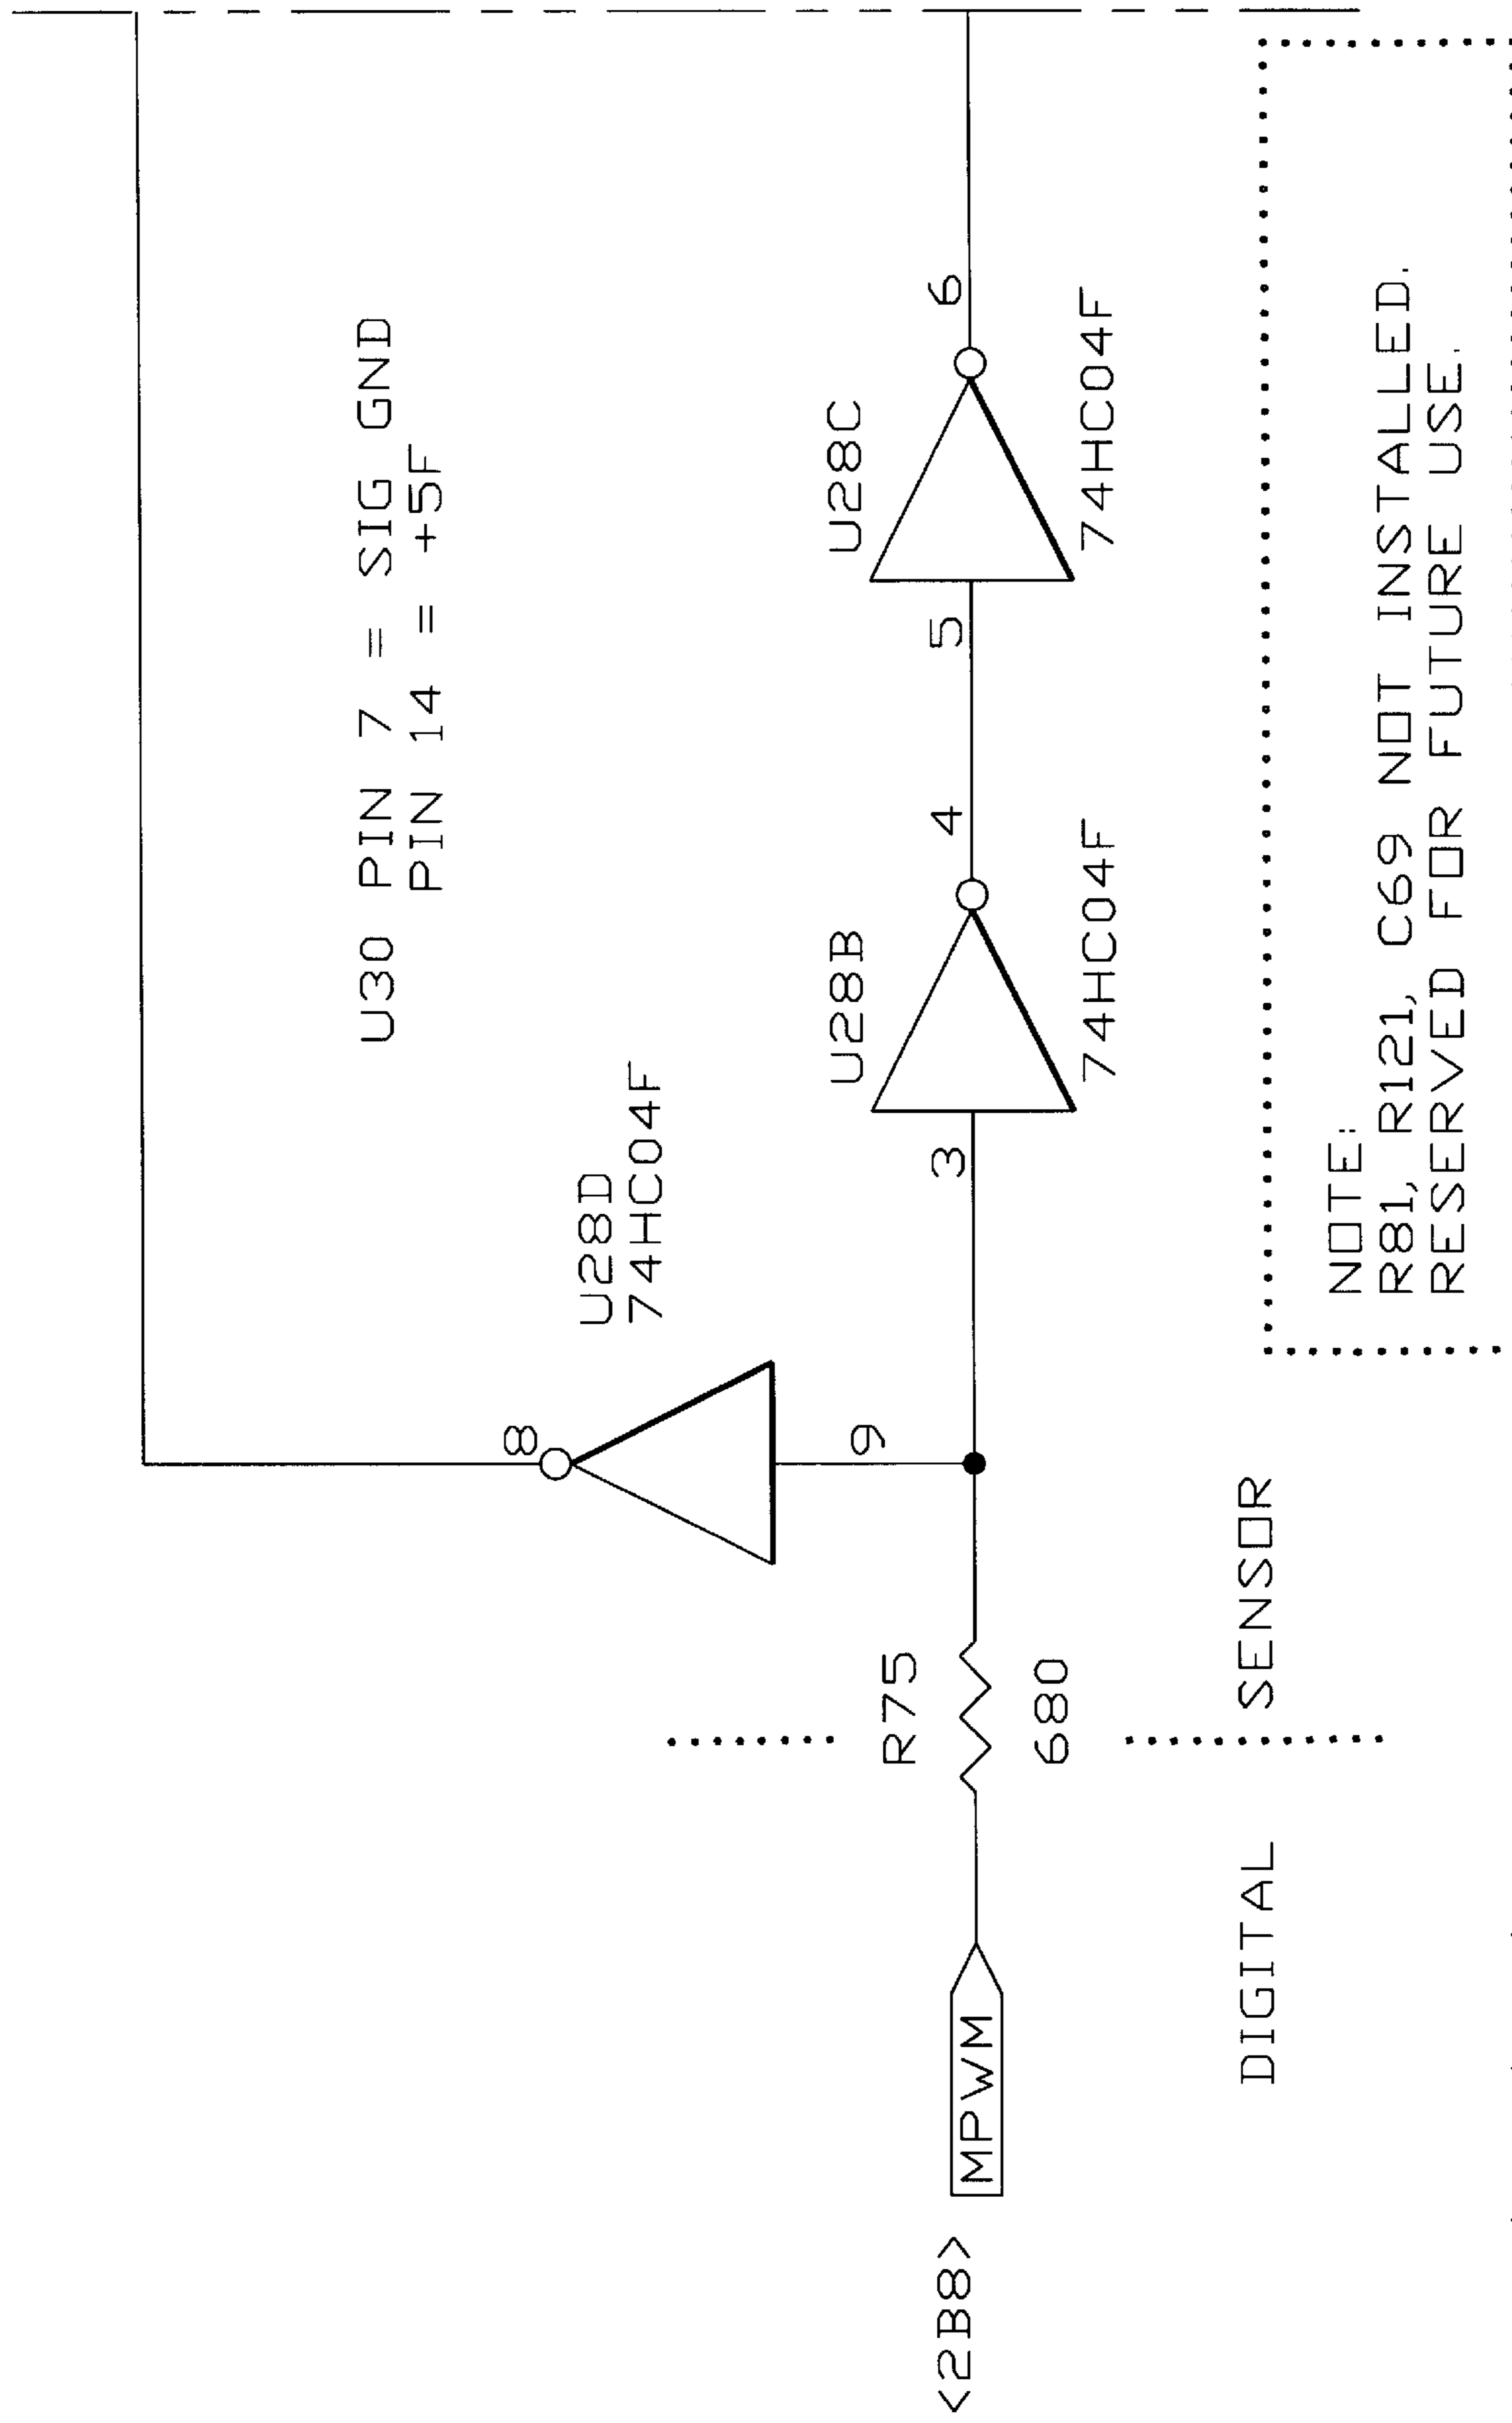 U30 PIN 7 = SIG GND
PIN 14 = +5F
U28D
74HC04F
8
9
U28B
3
4
74HC04F
U28C
5
6
74HC04F
R75
680
<2B8>
MPWM
DIGITAL
SENSOR
NOTE:
R81, R121, C69 NOT INSTALLED.
RESERVED FOR FUTURE USE.